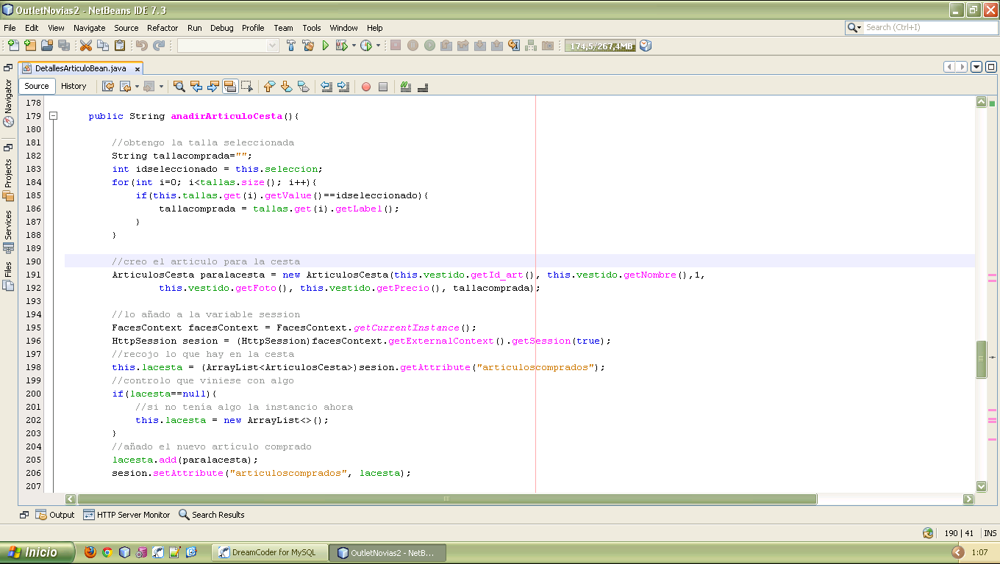 OutletNovias2 - NetBeans IDE 7.3
File Edit View Navigate Source Refactor Run Debug Profile Team Tools Window Help
Search (Ctrl+I)
174,5/267,4MB
DetallesArticuloBean.java
Source History
Navigator
Projects
Services
Files
178
179 public String anadirArticuloCesta(){
180
181 //obtengo la talla seleccionada
182 String tallacomprada="";
183 int idseleccionado = this.seleccion;
184 for(int i=0; i<tallas.size(); i++){
185 if(this.tallas.get(i).getValue()==idseleccionado){
186 tallacomprada = tallas.get(i).getLabel();
187 }
188 }
189
190 //creo el articulo para la cesta
191 ArticulosCesta paralacesta = new ArticulosCesta(this.vestido.getId_art(), this.vestido.getNombre(),1,
192 this.vestido.getFoto(), this.vestido.getPrecio(), tallacomprada);
193
194 //lo añado a la variable session
195 FacesContext facesContext = FacesContext.getCurrentInstance();
196 HttpSession sesion = (HttpSession)facesContext.getExternalContext().getSession(true);
197 //recojo lo que hay en la cesta
198 this.lacesta = (ArrayList<ArticulosCesta>)sesion.getAttribute("articuloscomprados");
199 //controlo que viniese con algo
200 if(lacesta==null){
201 //si no tenía algo la instancio ahora
202 this.lacesta = new ArrayList<>();
203 }
204 //añado el nuevo articulo comprado
205 lacesta.add(paralacesta);
206 sesion.setAttribute("articuloscomprados", lacesta);
207
Output HTTP Server Monitor Search Results
190 | 41 INS
Inicio DreamCoder for MySQL OutletNovias2 - NetB... 1:07